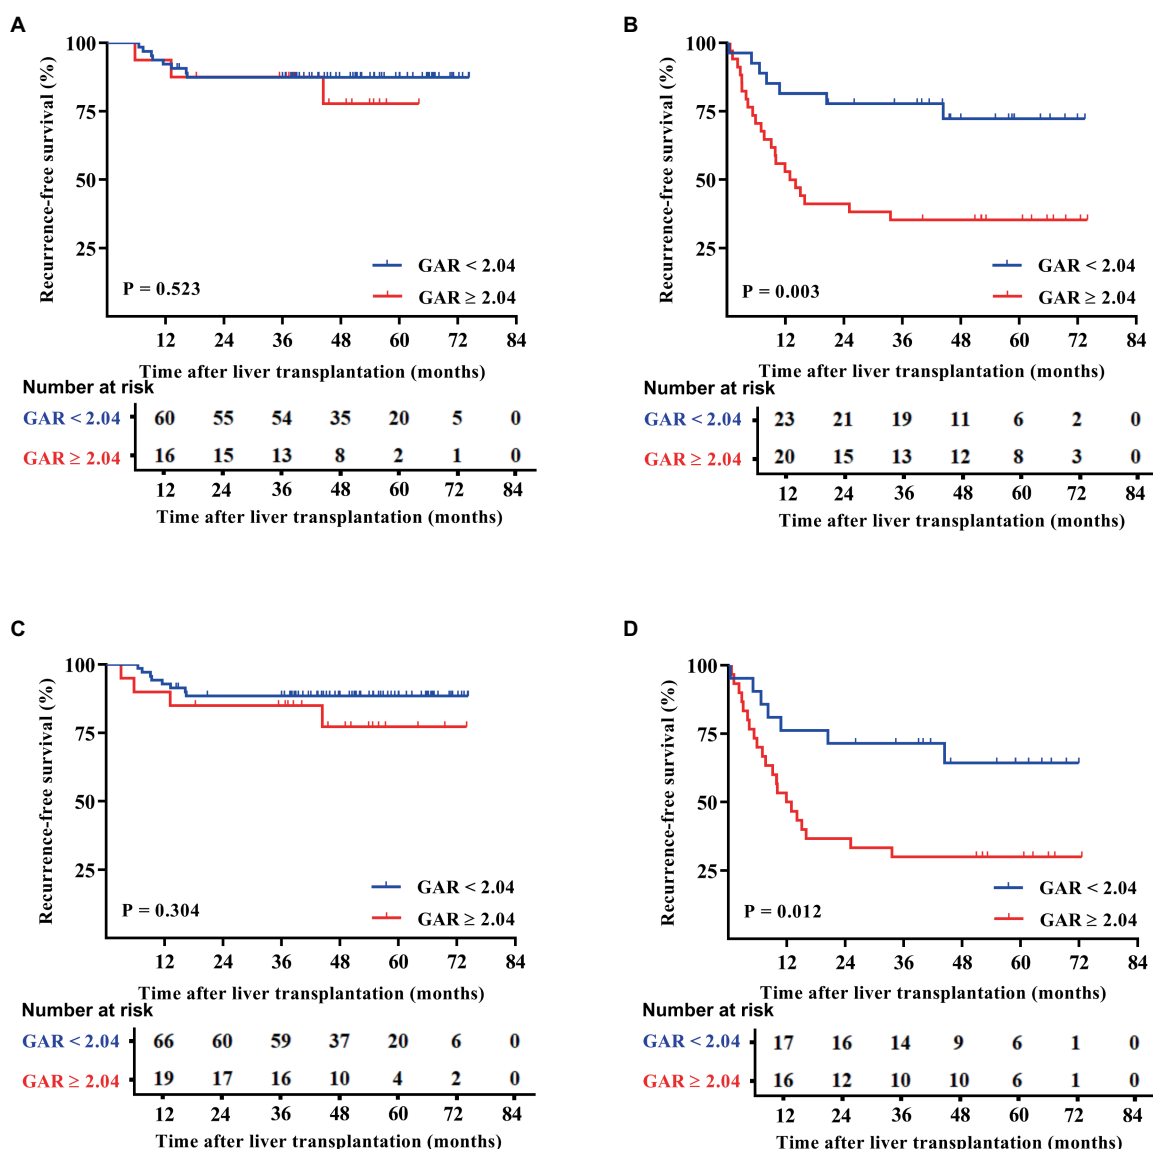 A
100
75
50
25
Recurrence-free survival (%)
GAR < 2.04
GAR ≥ 2.04
P = 0.523
12 24 36 48 60 72 84
Time after liver transplantation (months)
Number at risk
GAR < 2.04 60 55 54 35 20 5 0
GAR ≥ 2.04 16 15 13 8 2 1 0
12 24 36 48 60 72 84
Time after liver transplantation (months)
B
100
75
50
25
Recurrence-free survival (%)
GAR < 2.04
GAR ≥ 2.04
P = 0.003
12 24 36 48 60 72 84
Time after liver transplantation (months)
Number at risk
GAR < 2.04 23 21 19 11 6 2 0
GAR ≥ 2.04 20 15 13 12 8 3 0
12 24 36 48 60 72 84
Time after liver transplantation (months)
C
100
75
50
25
Recurrence-free survival (%)
GAR < 2.04
GAR ≥ 2.04
P = 0.304
12 24 36 48 60 72 84
Time after liver transplantation (months)
Number at risk
GAR < 2.04 66 60 59 37 20 6 0
GAR ≥ 2.04 19 17 16 10 4 2 0
12 24 36 48 60 72 84
Time after liver transplantation (months)
D
100
75
50
25
Recurrence-free survival (%)
GAR < 2.04
GAR ≥ 2.04
P = 0.012
12 24 36 48 60 72 84
Time after liver transplantation (months)
Number at risk
GAR < 2.04 17 16 14 9 6 1 0
GAR ≥ 2.04 16 12 10 10 6 1 0
12 24 36 48 60 72 84
Time after liver transplantation (months)